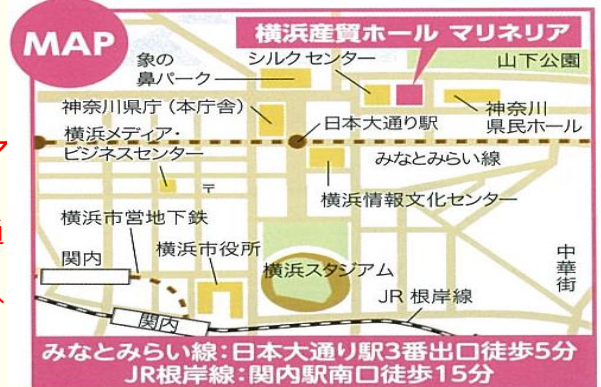 MAP
横浜産貿ホール マリネリア
象の
鼻パーク
シルクセンター
山下公園
神奈川県庁（本庁舎）
日本大通り駅
神奈川
県民ホール
横浜メディア・
ビジネスセンター
みなとみらい線
〒
横浜情報文化センター
横浜市営地下鉄
関内
横浜市役所
横浜スタジアム
中華街
JR 根岸線
関内
みなとみらい線：日本大通り駅3番出口徒歩5分
JR根岸線：関内駅南口徒歩15分